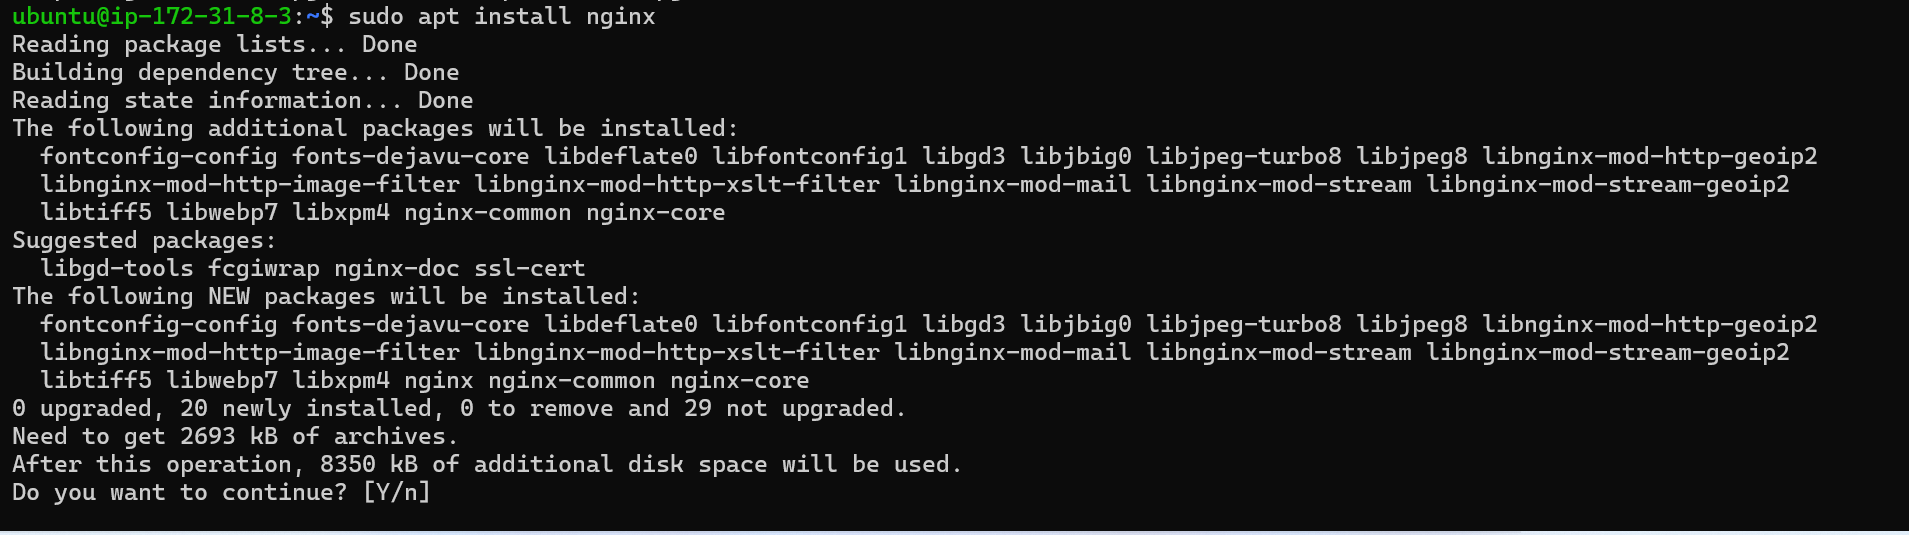 ubuntu@ip-172-31-8-3:~$ sudo apt install nginx
Reading package lists... Done
Building dependency tree... Done
Reading state information... Done
The following additional packages will be installed:
  fontconfig-config fonts-dejavu-core libdeflate0 libfontconfig1 libgd3 libjbig0 libjpeg-turbo8 libjpeg8 libnginx-mod-http-geoip2
  libnginx-mod-http-image-filter libnginx-mod-http-xslt-filter libnginx-mod-mail libnginx-mod-stream libnginx-mod-stream-geoip2
  libtiff5 libwebp7 libxpm4 nginx-common nginx-core
Suggested packages:
  libgd-tools fcgiwrap nginx-doc ssl-cert
The following NEW packages will be installed:
  fontconfig-config fonts-dejavu-core libdeflate0 libfontconfig1 libgd3 libjbig0 libjpeg-turbo8 libjpeg8 libnginx-mod-http-geoip2
  libnginx-mod-http-image-filter libnginx-mod-http-xslt-filter libnginx-mod-mail libnginx-mod-stream libnginx-mod-stream-geoip2
  libtiff5 libwebp7 libxpm4 nginx nginx-common nginx-core
0 upgraded, 20 newly installed, 0 to remove and 29 not upgraded.
Need to get 2693 kB of archives.
After this operation, 8350 kB of additional disk space will be used.
Do you want to continue? [Y/n]